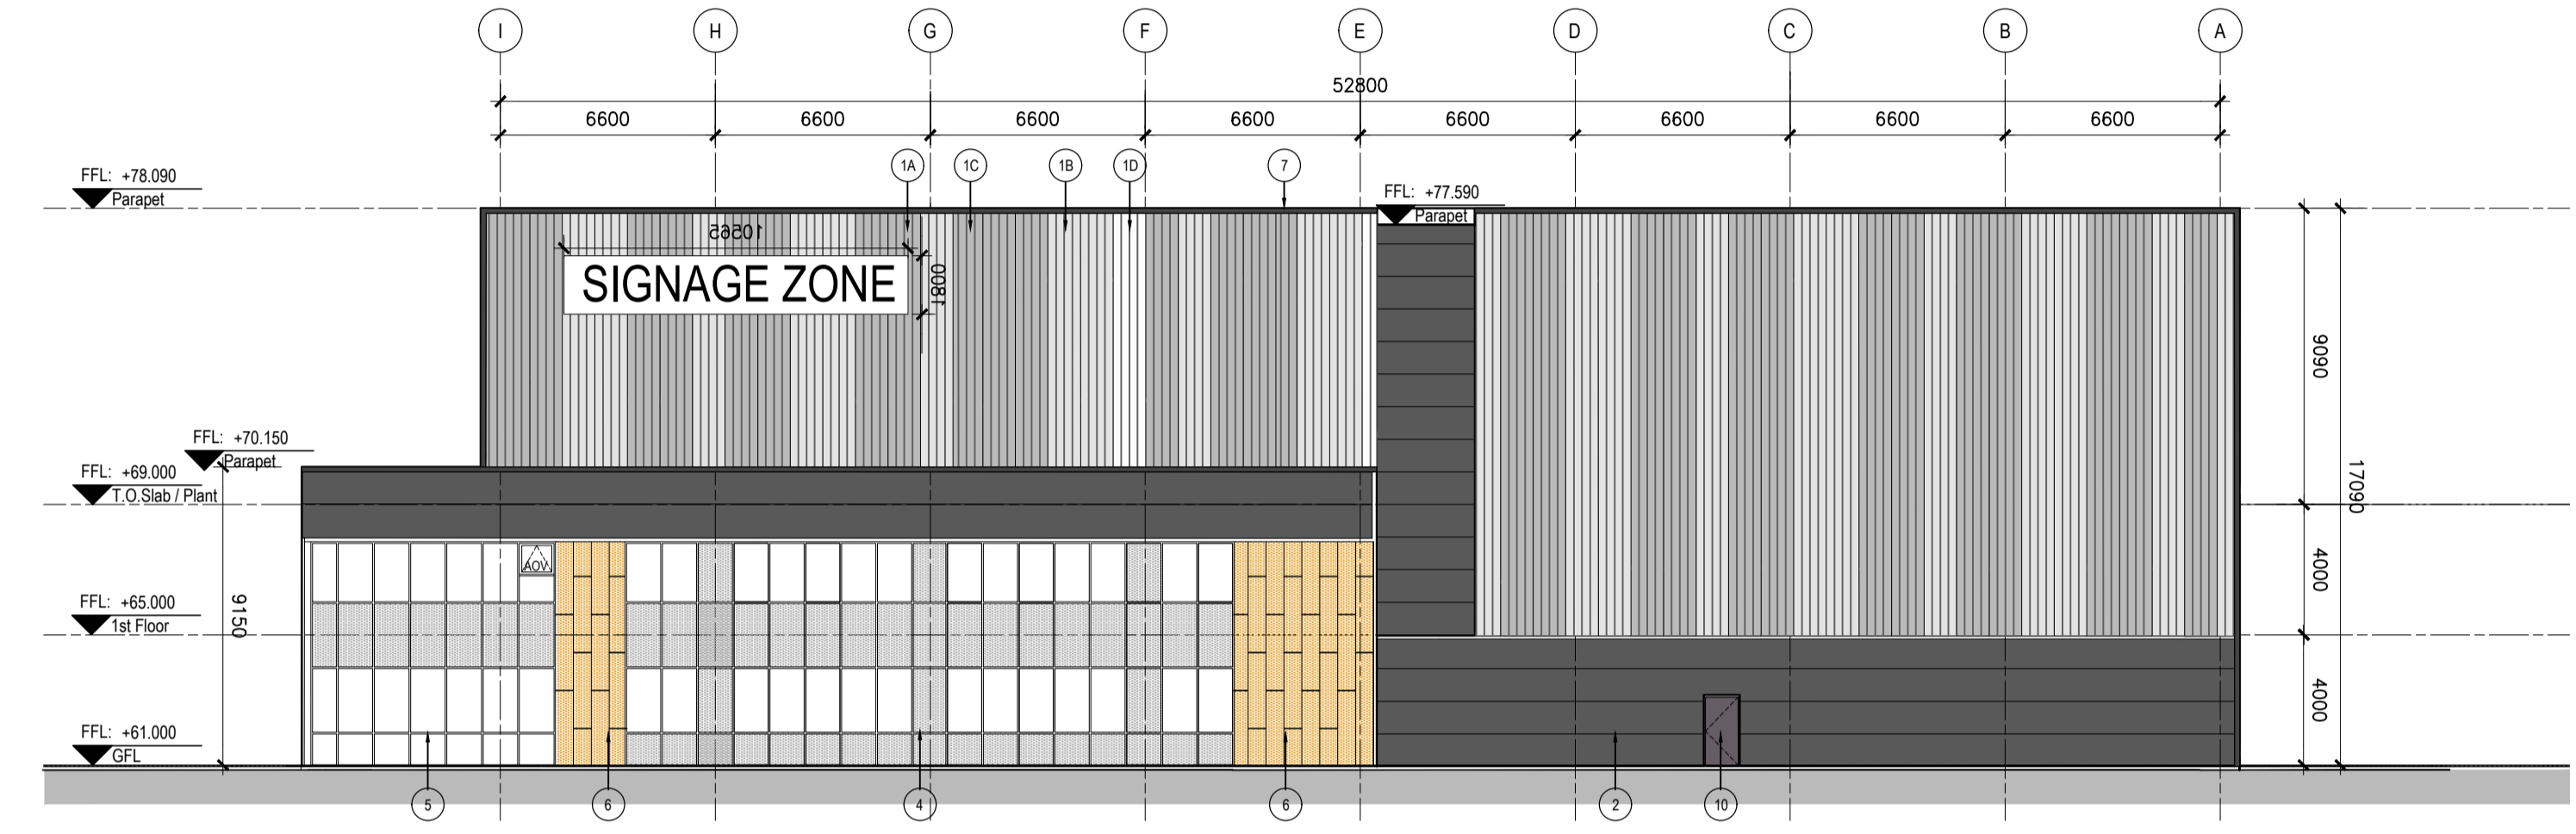 I H G F E D C B A
52800
6600 6600 6600 6600 6600 6600 6600 6600
1A 1C 1B 1D 7
FFL: +78.090
Parapet
FFL: +77.590
Parapet
10565
SIGNAGE ZONE
1800
9090
FFL: +70.150
Parapet
FFL: +69.000
T.O.Slab / Plant
17090
AOV
4000
FFL: +65.000
1st Floor
9150
4000
FFL: +61.000
GFL
5 6 4 6 2 10